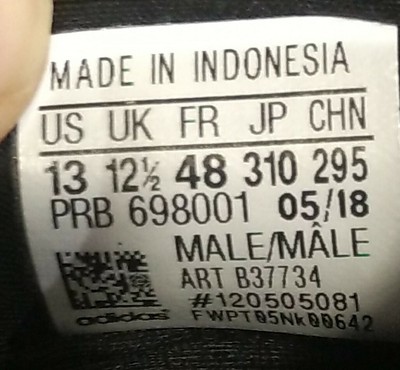 MADE IN INDONESIA
US UK FR JP CHN
13 12½ 48 310 295
PRB 698001 05/18
MALE/MÂLE
ART B37734
#120505081
adidas FWPT05Nk00642